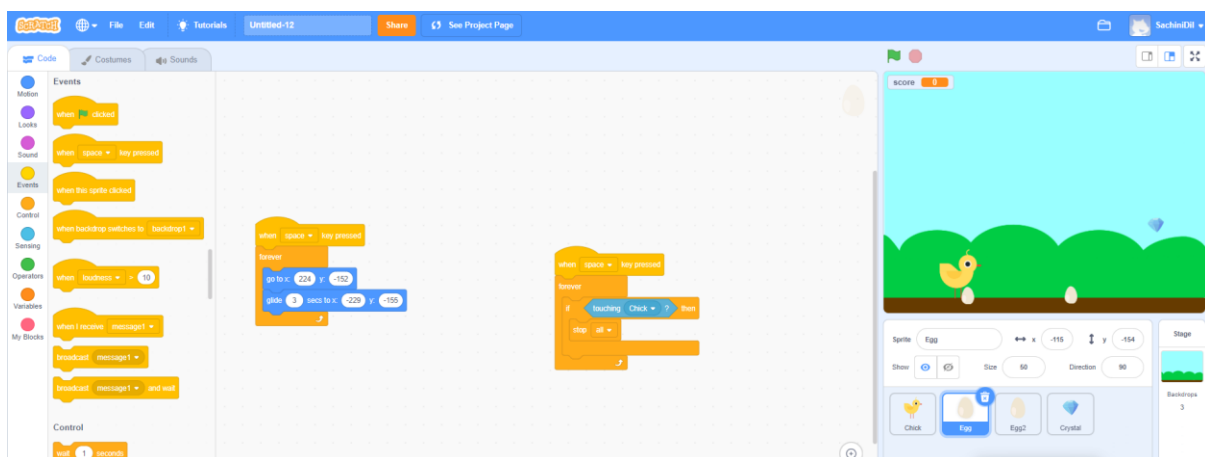 SCRATCH File Edit Tutorials Untitled-12 Share See Project Page SachiniDil
Code Costumes Sounds
Motion
Looks
Sound
Events
Control
Sensing
Operators
Variables
My Blocks
Events
when clicked
when space key pressed
when this sprite clicked
when backdrop switches to backdrop1
when loudness > 10
when I receive message1
broadcast message1
broadcast message1 and wait
Control
wait 1 seconds
when space key pressed
forever
go to x: 224 y: -152
glide 3 secs to x: -229 y: -155
when space key pressed
forever
if touching Chick ? then
stop all
score 0
Sprite Egg x -115 y -154
Show Size 50 Direction 90
Chick Egg Egg2 Crystal
Stage
Backdrops
3